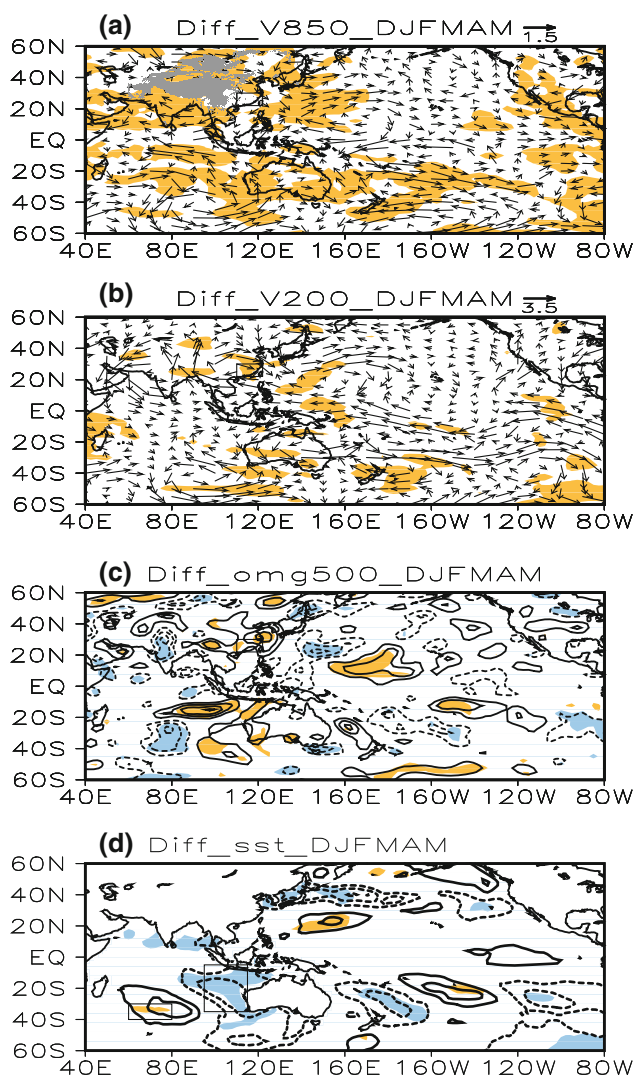 (a) Diff_V850_DJFMAM 1.5
60N
40N
20N
EQ
20S
40S
60S
40E 80E 120E 160E 160W 120W 80W
(b) Diff_V200_DJFMAM 3.5
60N
40N
20N
EQ
20S
40S
60S
40E 80E 120E 160E 160W 120W 80W
(c) Diff_omg500_DJFMAM
60N
40N
20N
EQ
20S
40S
60S
40E 80E 120E 160E 160W 120W 80W
(d) Diff_sst_DJFMAM
60N
40N
20N
EQ
20S
40S
60S
40E 80E 120E 160E 160W 120W 80W